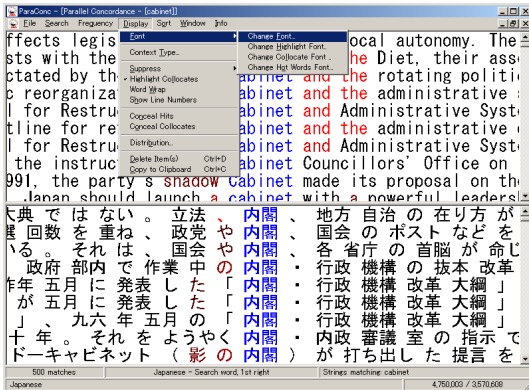 ParaConc - [Parallel Concordance - [cabinet]]
File Search Frequency Display Sort Window Info
Font
Context Type..
Suppress
Highlight Collocates
Word Wrap
Show Line Numbers
Conceal Hits
Conceal Collocates
Distribution..
Delete Item(s) Ctrl+D
Copy to Clipboard Ctrl+C
Change Font..
Change Highlight Font..
Change Collocate Font ..
Change Hot Words Font..
ffects legis ocal autonomy. The
sts with the the Diet, their asso
ctated by th abinet and the rotating politic
c reorganiza abinet and the administrative
l for Restru abinet and Administrative Syst
tline for re abinet and the administrative
l for Restru abinet and Administrative Syst
the instruc abinet Councillors' Office on
991, the party's shadow Cabinet made its proposal on the
Japan should launch a cabinet with a powerful leaders
大典 で は ない 。 立法 、 内閣 、 地方 自治 の 在り方 が
選 回数 を 重ね 、 政党 や 内閣 、 国会 の ポスト など を
いる 。 それ は 、 国会 や 内閣 、 各 省庁 の 首脳 が 命じ
政府 部内 で 作業 中 の 内閣 ・ 行政 機構 の 抜本 改革
年 五月 に 発表 し た 「 内閣 ・ 行政 機構 改革 大綱 」
が 五月 に 発表 し た 「 内閣 ・ 行政 機構 改革 大綱 」
」 、 九六 年 五月 の 「 内閣 ・ 行政 機構 改革 大綱 」
十 年 。 それ を ようやく 内閣 ・ 内政 審議 室 の 指示 で
ドーキャビネット （ 影 の 内閣 ） が 打ち出し た 提言 を
500 matches Japanese - Search word, 1st right Strings matching: cabinet
Japanese 4,750,003 / 3,570,608